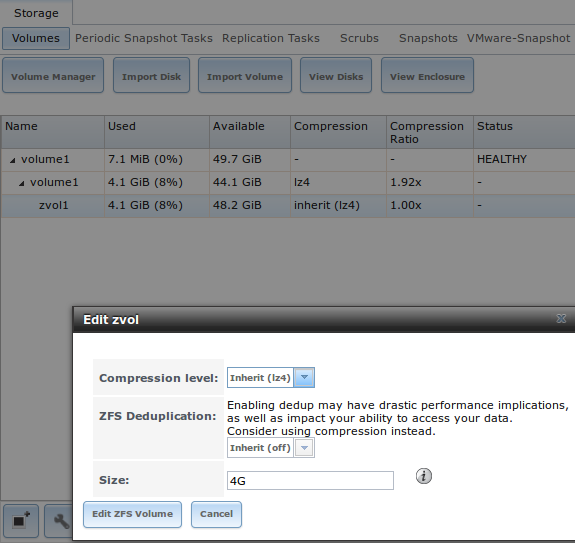 Storage
Volumes Periodic Snapshot Tasks Replication Tasks Scrubs Snapshots VMware-Snapshot
Volume Manager Import Disk Import Volume View Disks View Enclosure
Name Used Available Compression Compression Ratio Status
volume1 7.1 MiB (0%) 49.7 GiB - - HEALTHY
volume1 4.1 GiB (8%) 44.1 GiB lz4 1.92x -
zvol1 4.1 GiB (8%) 48.2 GiB inherit (lz4) 1.00x -
Edit zvol
Compression level: Inherit (lz4)
ZFS Deduplication: Enabling dedup may have drastic performance implications,
as well as impact your ability to access your data.
Consider using compression instead.
Inherit (off)
Size: 4G
Edit ZFS Volume Cancel